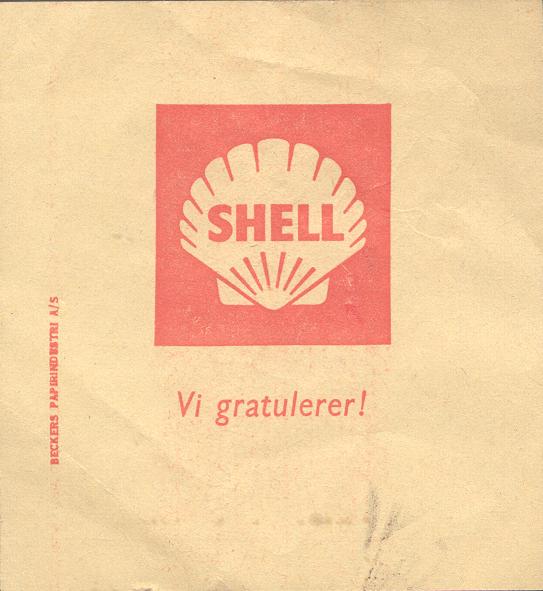 SHELL
Vi gratulerer!
BECKERS PAPIRINDUSTRI A/S